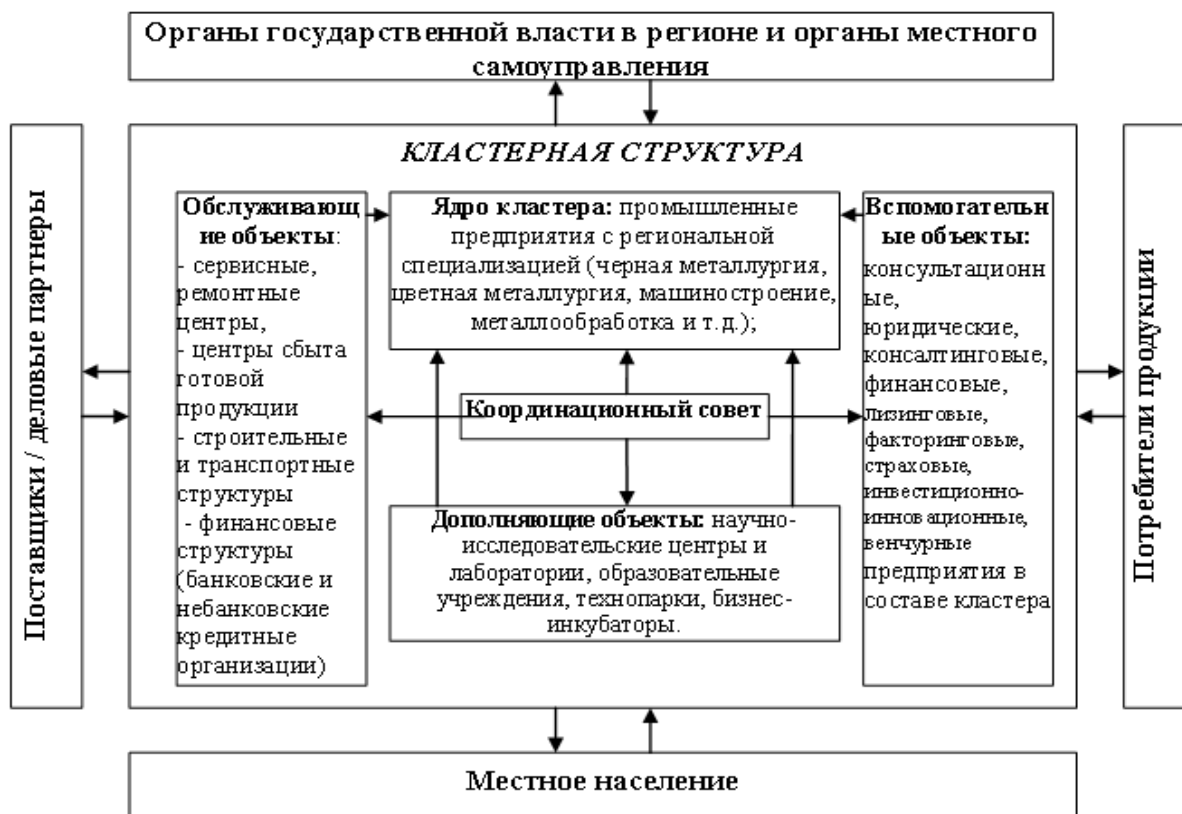 Органы государственной власти в регионе и органы местного
самоуправления
Поставщики / деловые партнеры
КЛАСТЕРНАЯ СТРУКТУРА
Обслуживающ
ие объекты:
- сервисные,
ремонтные
центры,
- центры сбыта
готовой
продукции
- строительные
и транспортные
структуры
- финансовые
структуры
(банковские и
небанковские
кредитные
организации)
Ядро кластера: промышленные
предприятия с региональной
специализацией (черная металлургия,
цветная металлургия, машиностроение,
металлообработка и т.д.);
Координационный совет
Дополняющие объекты: научно-
исследовательские центры и
лаборатории, образовательные
учреждения, технопарки, бизнес-
инкубаторы.
Вспомогательн
ые объекты:
консультационн
ые,
юридические,
консалтинговые,
финансовые,
лизинговые,
факторинговые,
страховые,
инвестиционно-
инновационные,
венчурные
предприятия в
составе кластера
Потребители продукции
Местное население